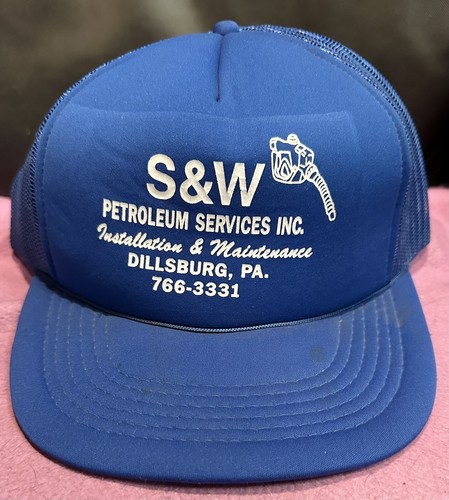 S&W
PETROLEUM SERVICES INC.
Installation & Maintenance
DILLSBURG, PA.
766-3331